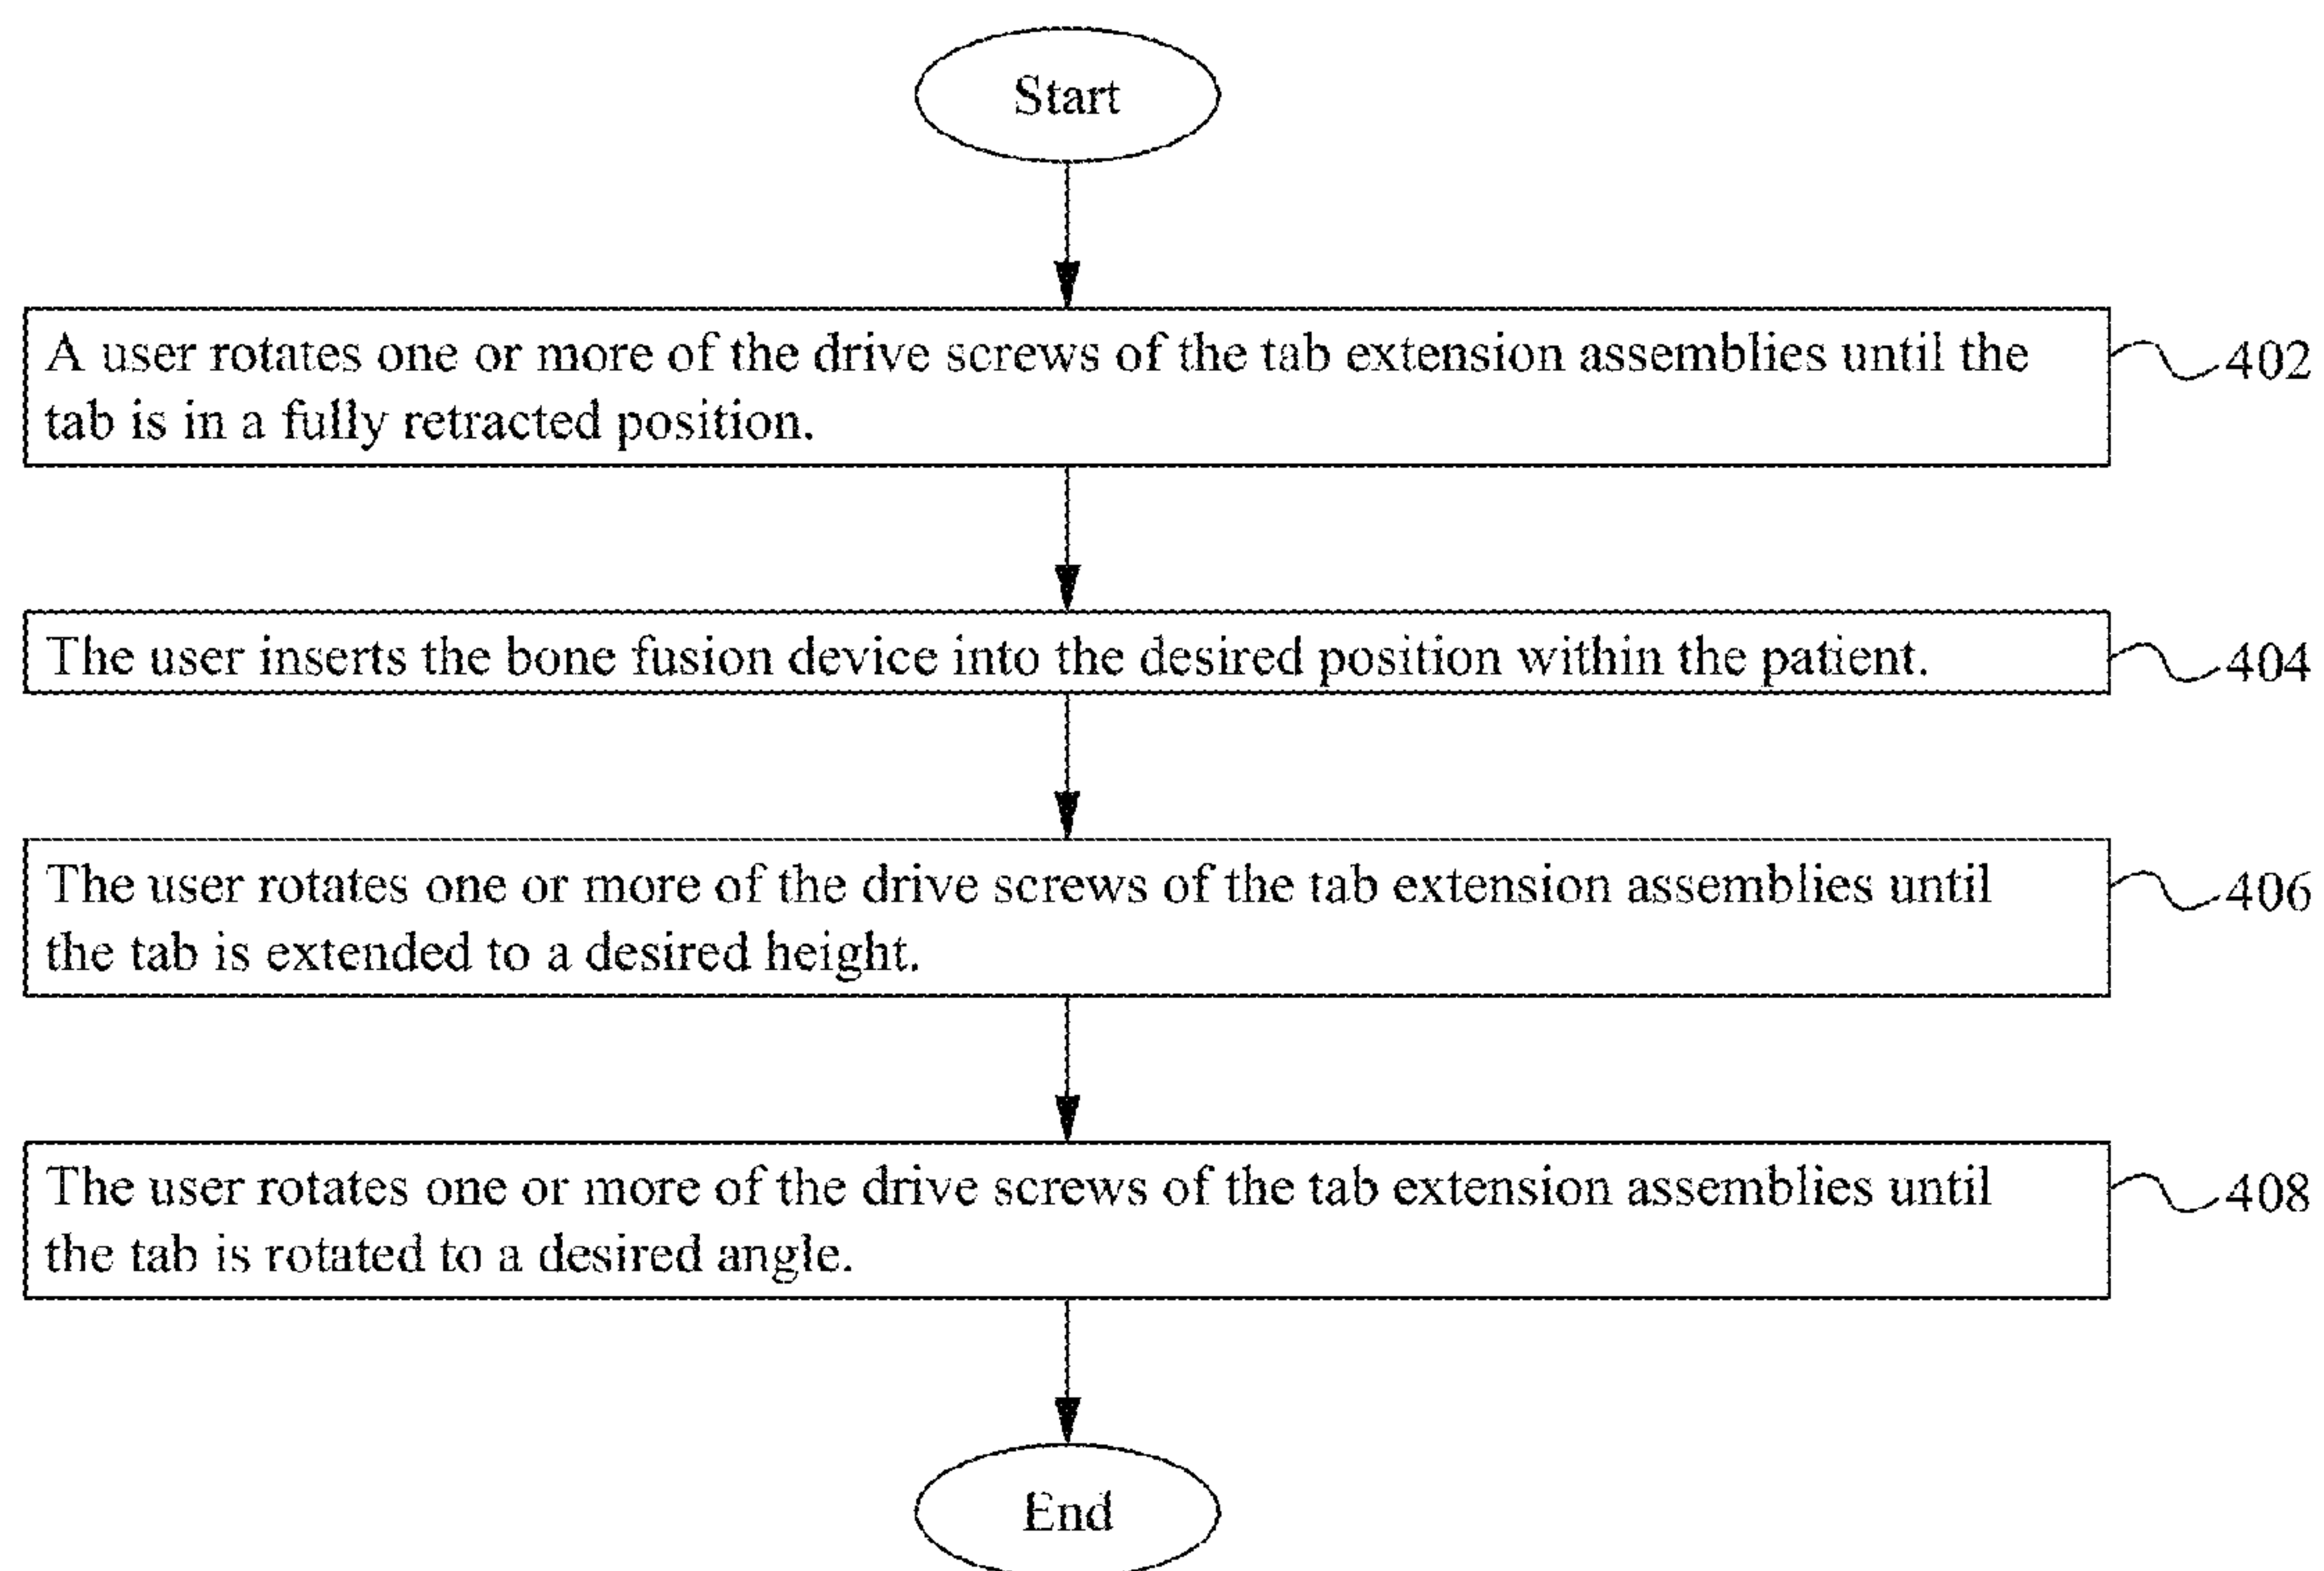 Start
A user rotates one or more of the drive screws of the tab extension assemblies until the
tab is in a fully retracted position.
402
The user inserts the bone fusion device into the desired position within the patient.
404
The user rotates one or more of the drive screws of the tab extension assemblies until
the tab is extended to a desired height.
406
The user rotates one or more of the drive screws of the tab extension assemblies until
the tab is rotated to a desired angle.
408
End